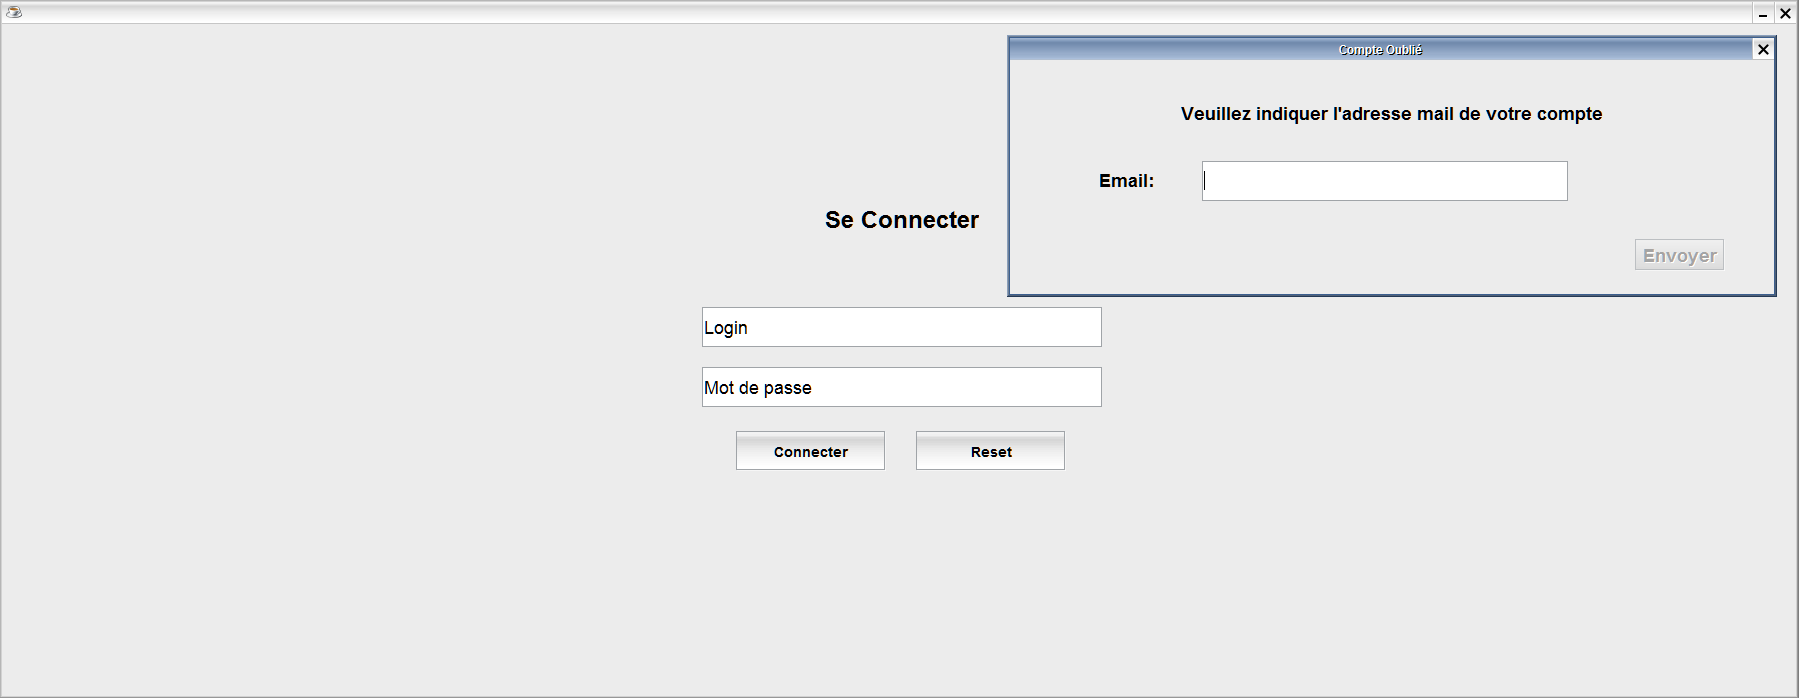 Compte Oublié
Veuillez indiquer l'adresse mail de votre compte
Email:
Envoyer
Se Connecter
Login
Mot de passe
Connecter
Reset